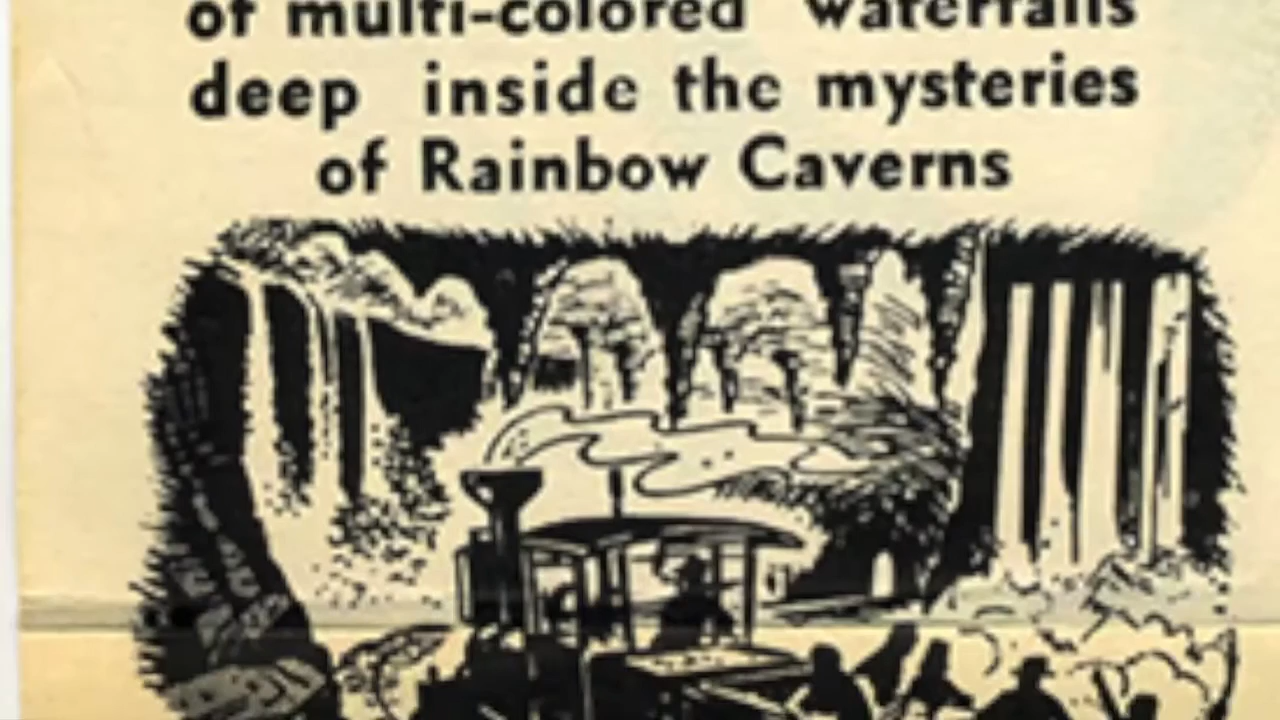 of multi-colored waterfalls
deep inside the mysteries
of Rainbow Caverns